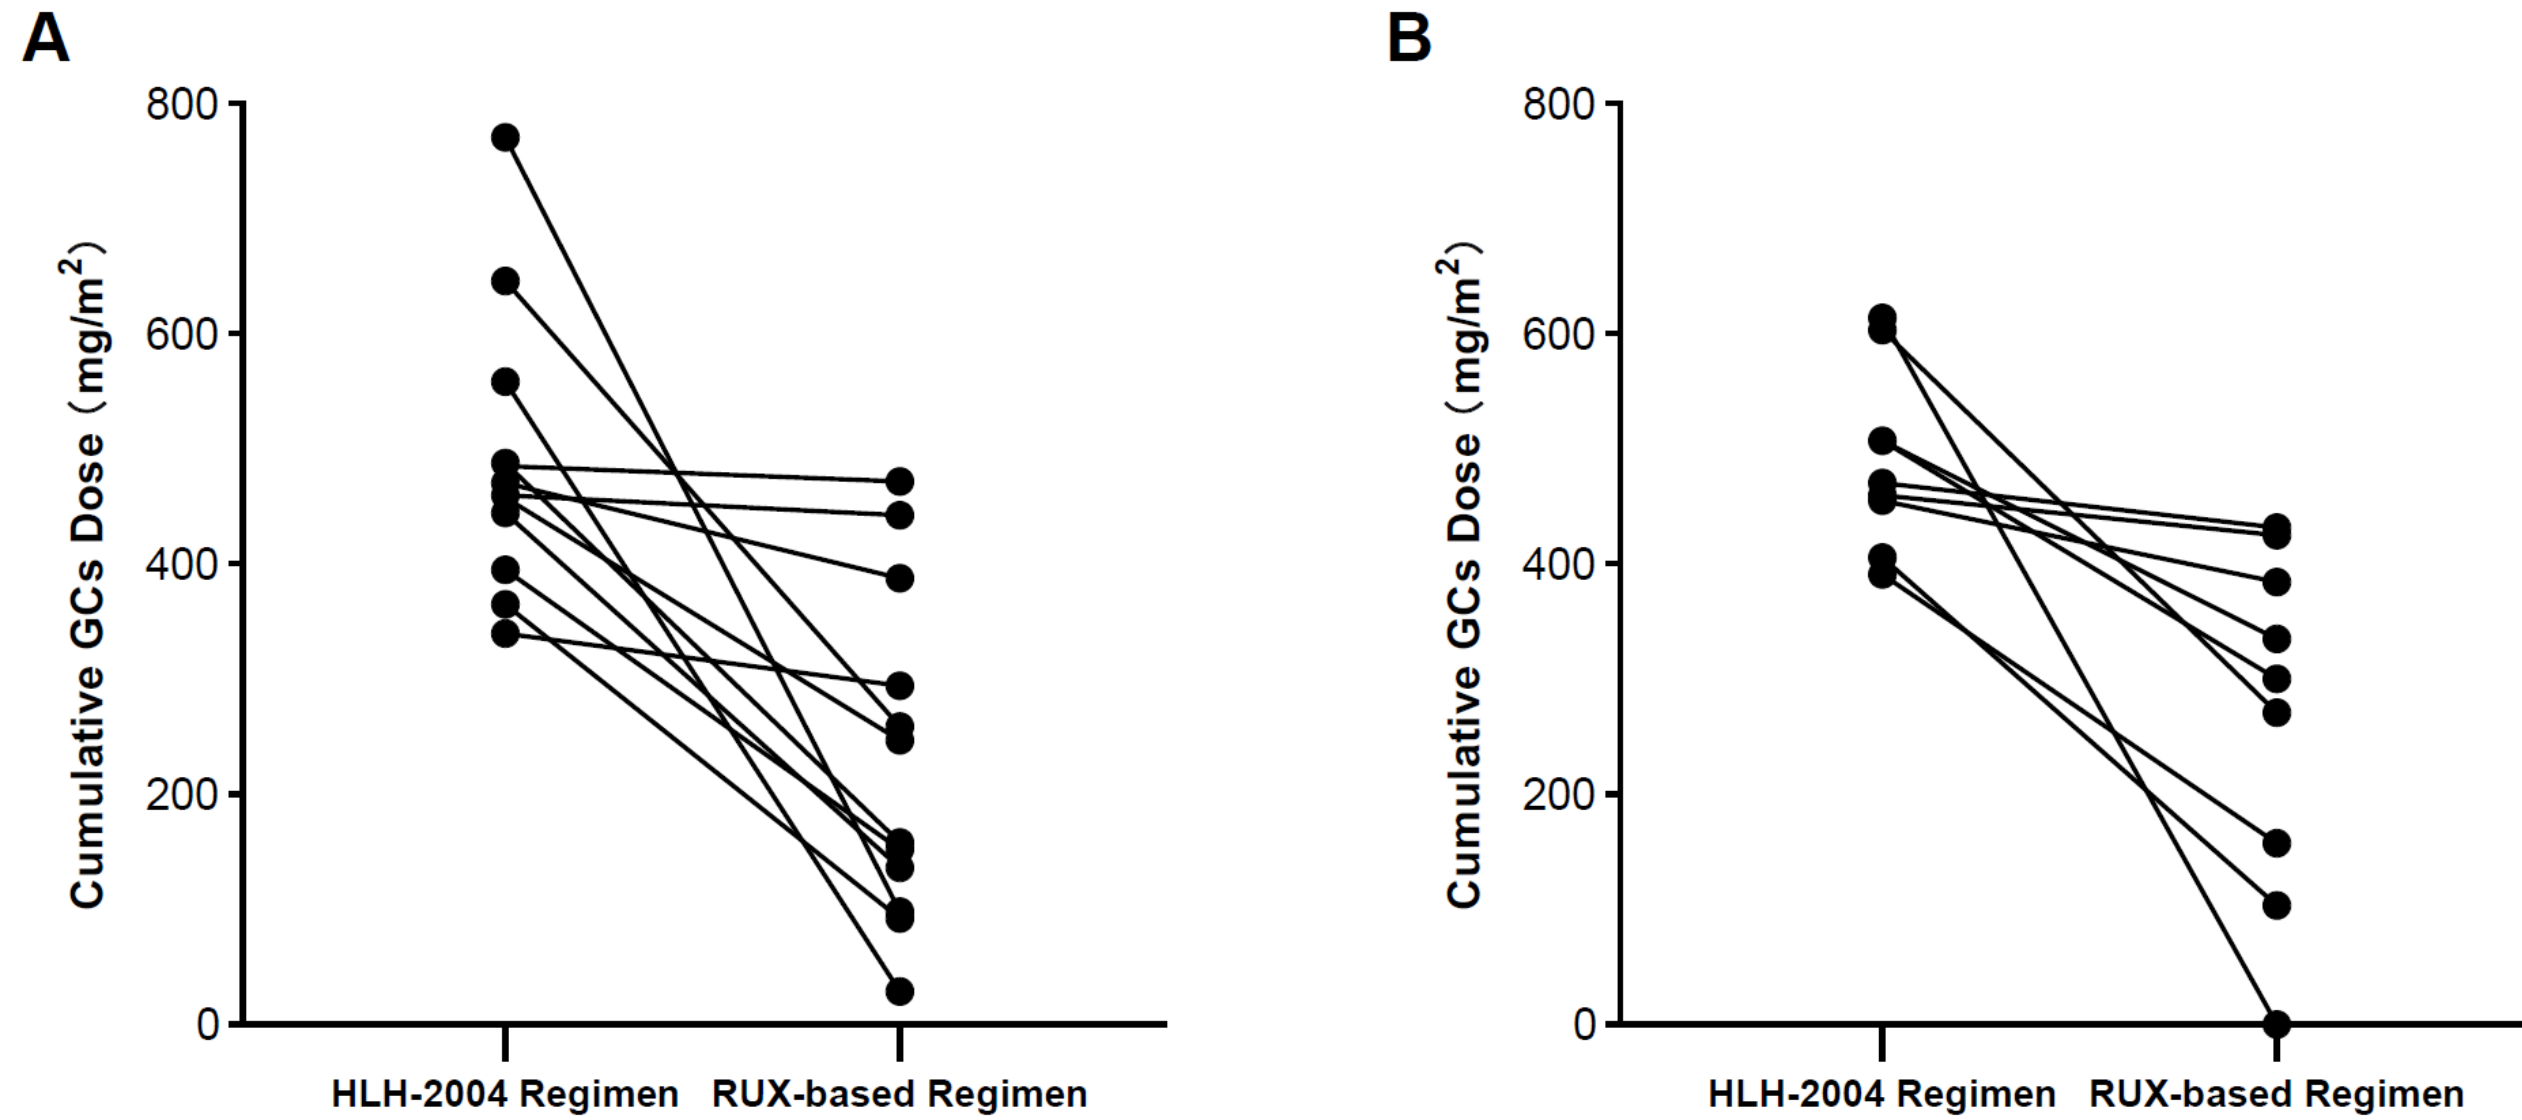 A
B
800
600
400
200
0
Cumulative GCs Dose（mg/m²）
HLH-2004 Regimen
RUX-based Regimen
800
600
400
200
0
Cumulative GCs Dose（mg/m²）
HLH-2004 Regimen
RUX-based Regimen